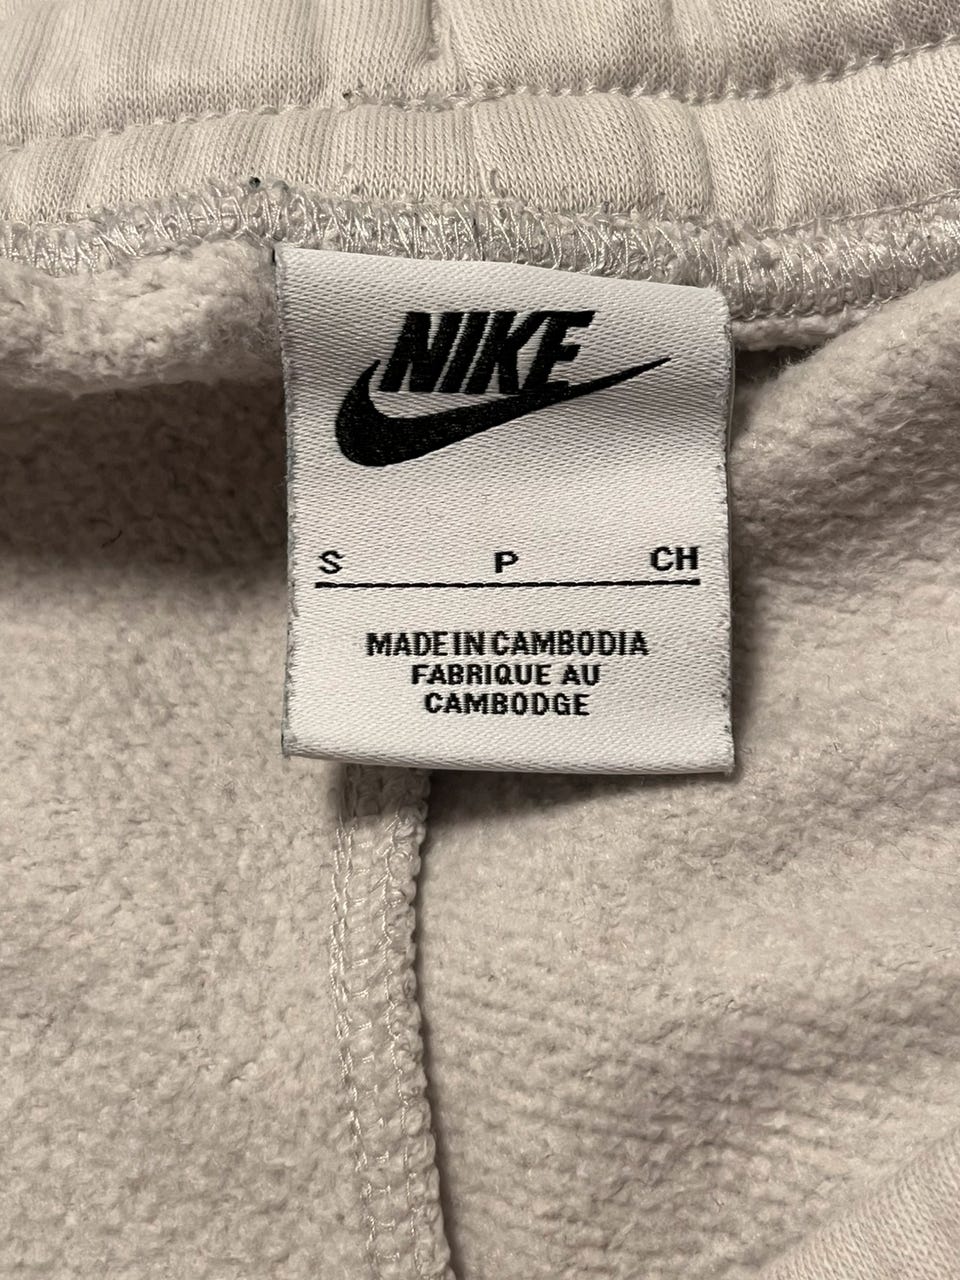 NIKE
S P CH
MADE IN CAMBODIA
FABRIQUE AU
CAMBODGE